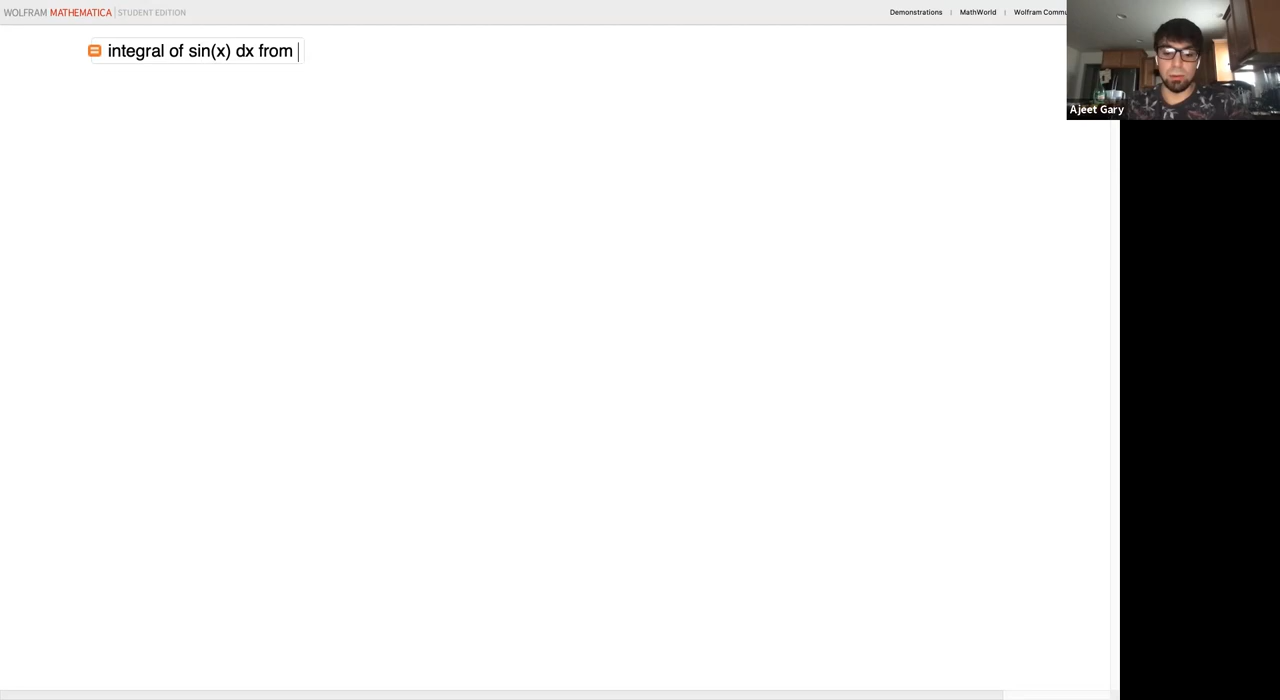 WOLFRAM MATHEMATICA STUDENT EDITION
Demonstrations | MathWorld | Wolfram Commu
integral of sin(x) dx from
Ajeet Gary